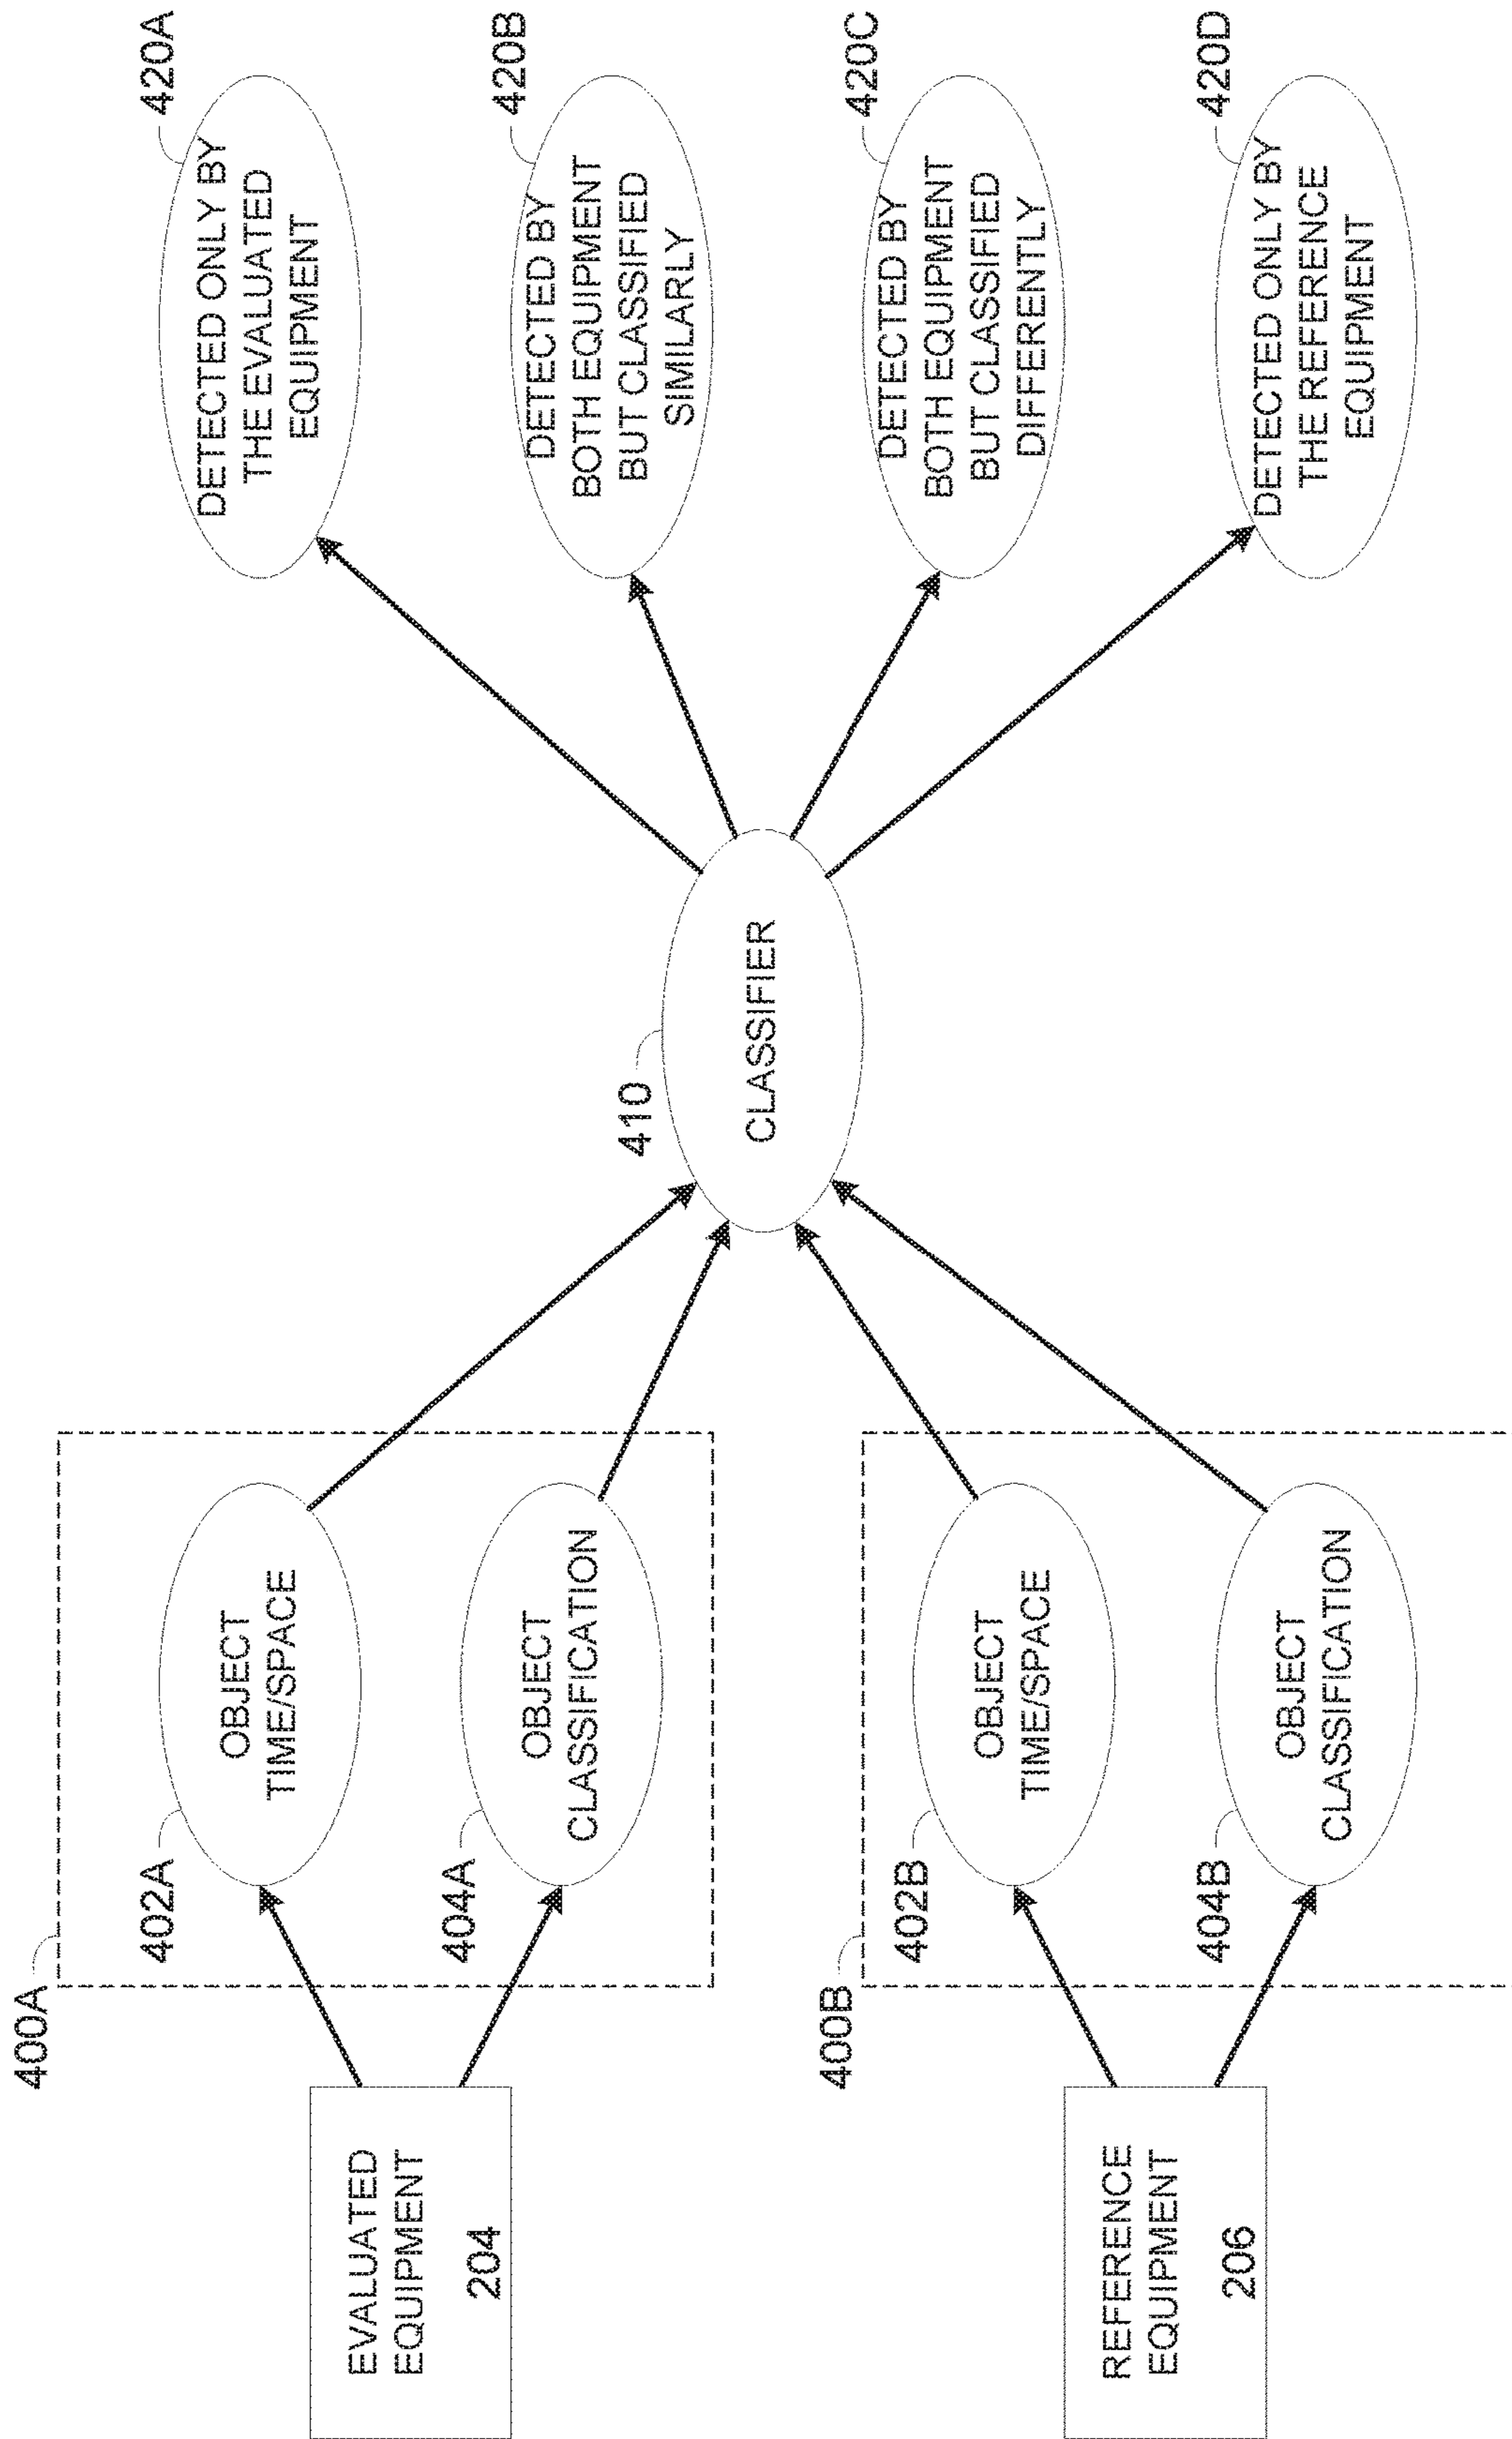 400A
402A
OBJECT
TIME/SPACE
404A
OBJECT
CLASSIFICATION
EVALUATED
EQUIPMENT
204
400B
402B
OBJECT
TIME/SPACE
404B
OBJECT
CLASSIFICATION
REFERENCE
EQUIPMENT
206
410
CLASSIFIER
420A
DETECTED ONLY BY
THE EVALUATED
EQUIPMENT
420B
DETECTED BY
BOTH EQUIPMENT
BUT CLASSIFIED
SIMILARLY
420C
DETECTED BY
BOTH EQUIPMENT
BUT CLASSIFIED
DIFFERENTLY
420D
DETECTED ONLY BY
THE REFERENCE
EQUIPMENT